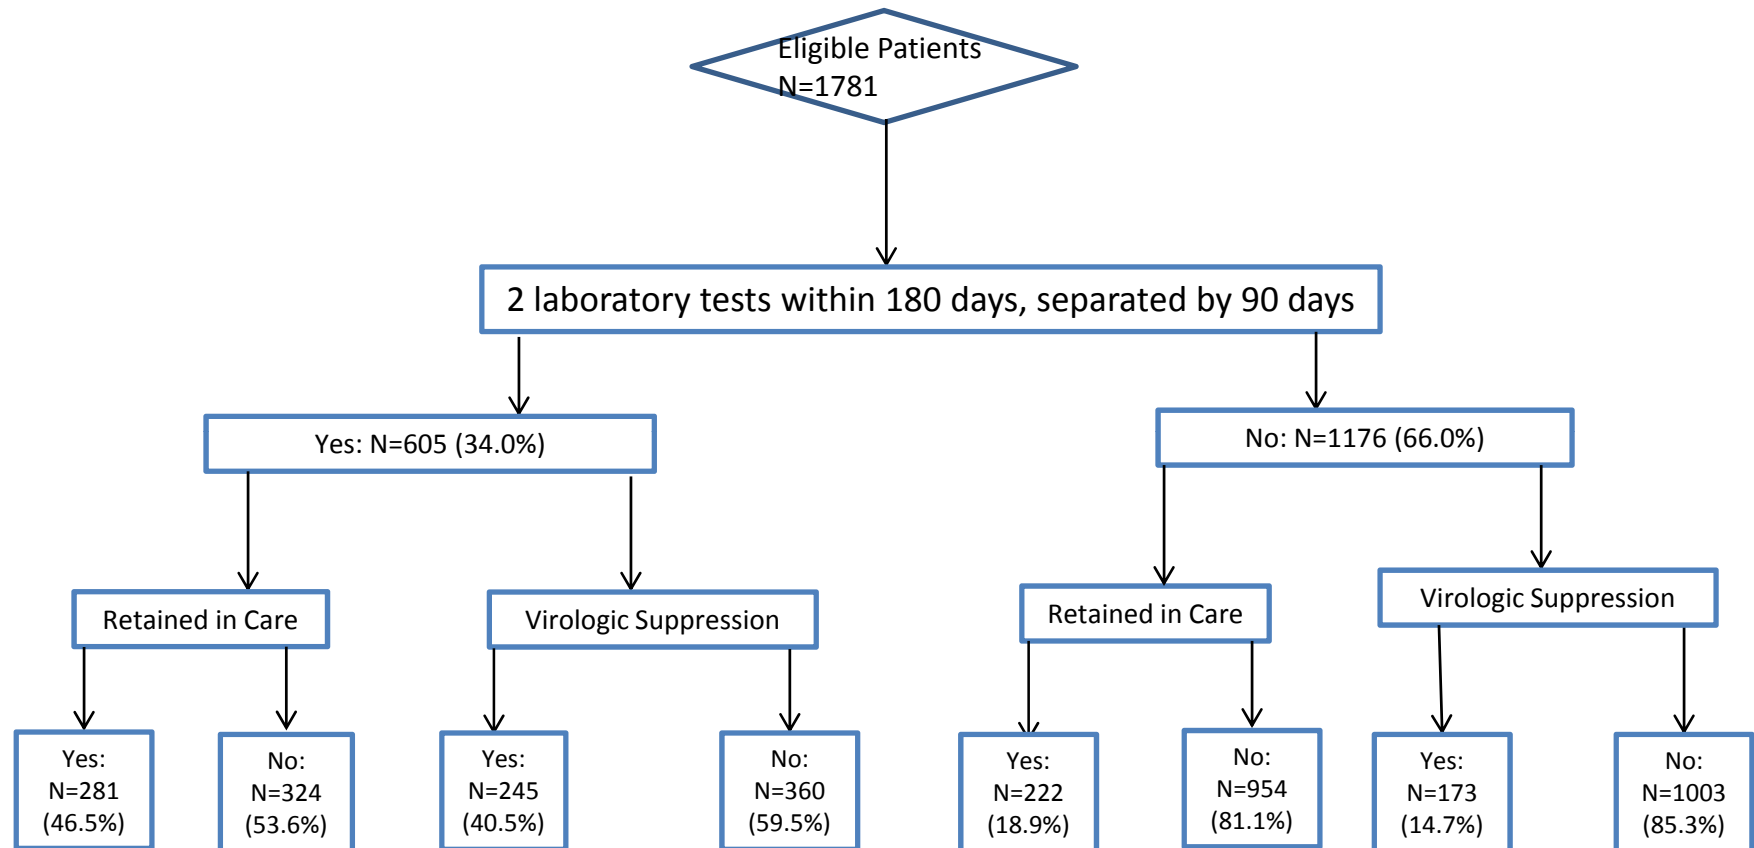 Eligible Patients
N=1781
2 laboratory tests within 180 days, separated by 90 days
Yes: N=605 (34.0%)
No: N=1176 (66.0%)
Retained in Care
Virologic Suppression
Retained in Care
Virologic Suppression
Yes:
N=281
(46.5%)
No:
N=324
(53.6%)
Yes:
N=245
(40.5%)
No:
N=360
(59.5%)
Yes:
N=222
(18.9%)
No:
N=954
(81.1%)
Yes:
N=173
(14.7%)
No:
N=1003
(85.3%)